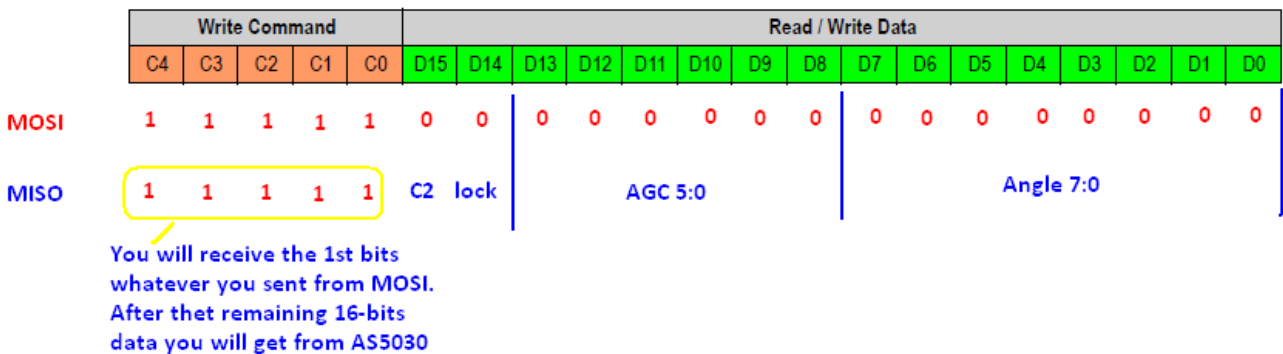 Write Command Read / Write Data
C4 C3 C2 C1 C0 D15 D14 D13 D12 D11 D10 D9 D8 D7 D6 D5 D4 D3 D2 D1 D0
MOSI 1 1 1 1 1 0 0 0 0 0 0 0 0 0 0 0 0 0 0 0 0
MISO 1 1 1 1 1 C2 lock AGC 5:0 Angle 7:0
You will receive the 1st bits
whatever you sent from MOSI.
After thet remaining 16-bits
data you will get from AS5030